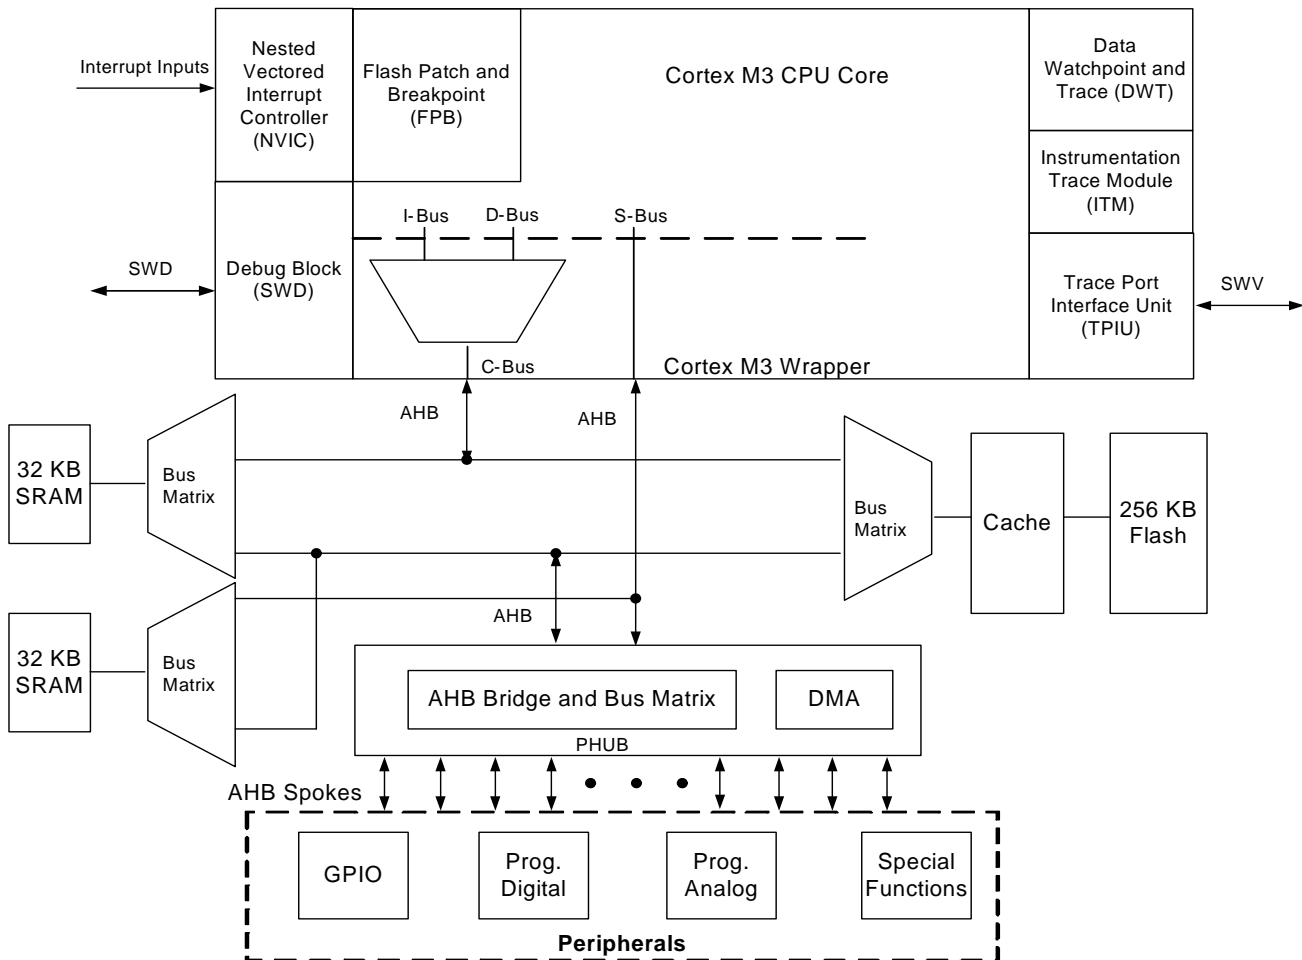 Interrupt Inputs
Nested
Vectored
Interrupt
Controller
(NVIC)
Flash Patch and
Breakpoint
(FPB)
Cortex M3 CPU Core
Data
Watchpoint and
Trace (DWT)
Instrumentation
Trace Module
(ITM)
I-Bus
D-Bus
S-Bus
SWD
Debug Block
(SWD)
Trace Port
Interface Unit
(TPIU)
SWV
C-Bus
Cortex M3 Wrapper
AHB
AHB
32 KB
SRAM
Bus
Matrix
Bus
Matrix
Cache
256 KB
Flash
AHB
32 KB
SRAM
Bus
Matrix
AHB Bridge and Bus Matrix
DMA
PHUB
AHB Spokes
GPIO
Prog.
Digital
Prog.
Analog
Special
Functions
Peripherals